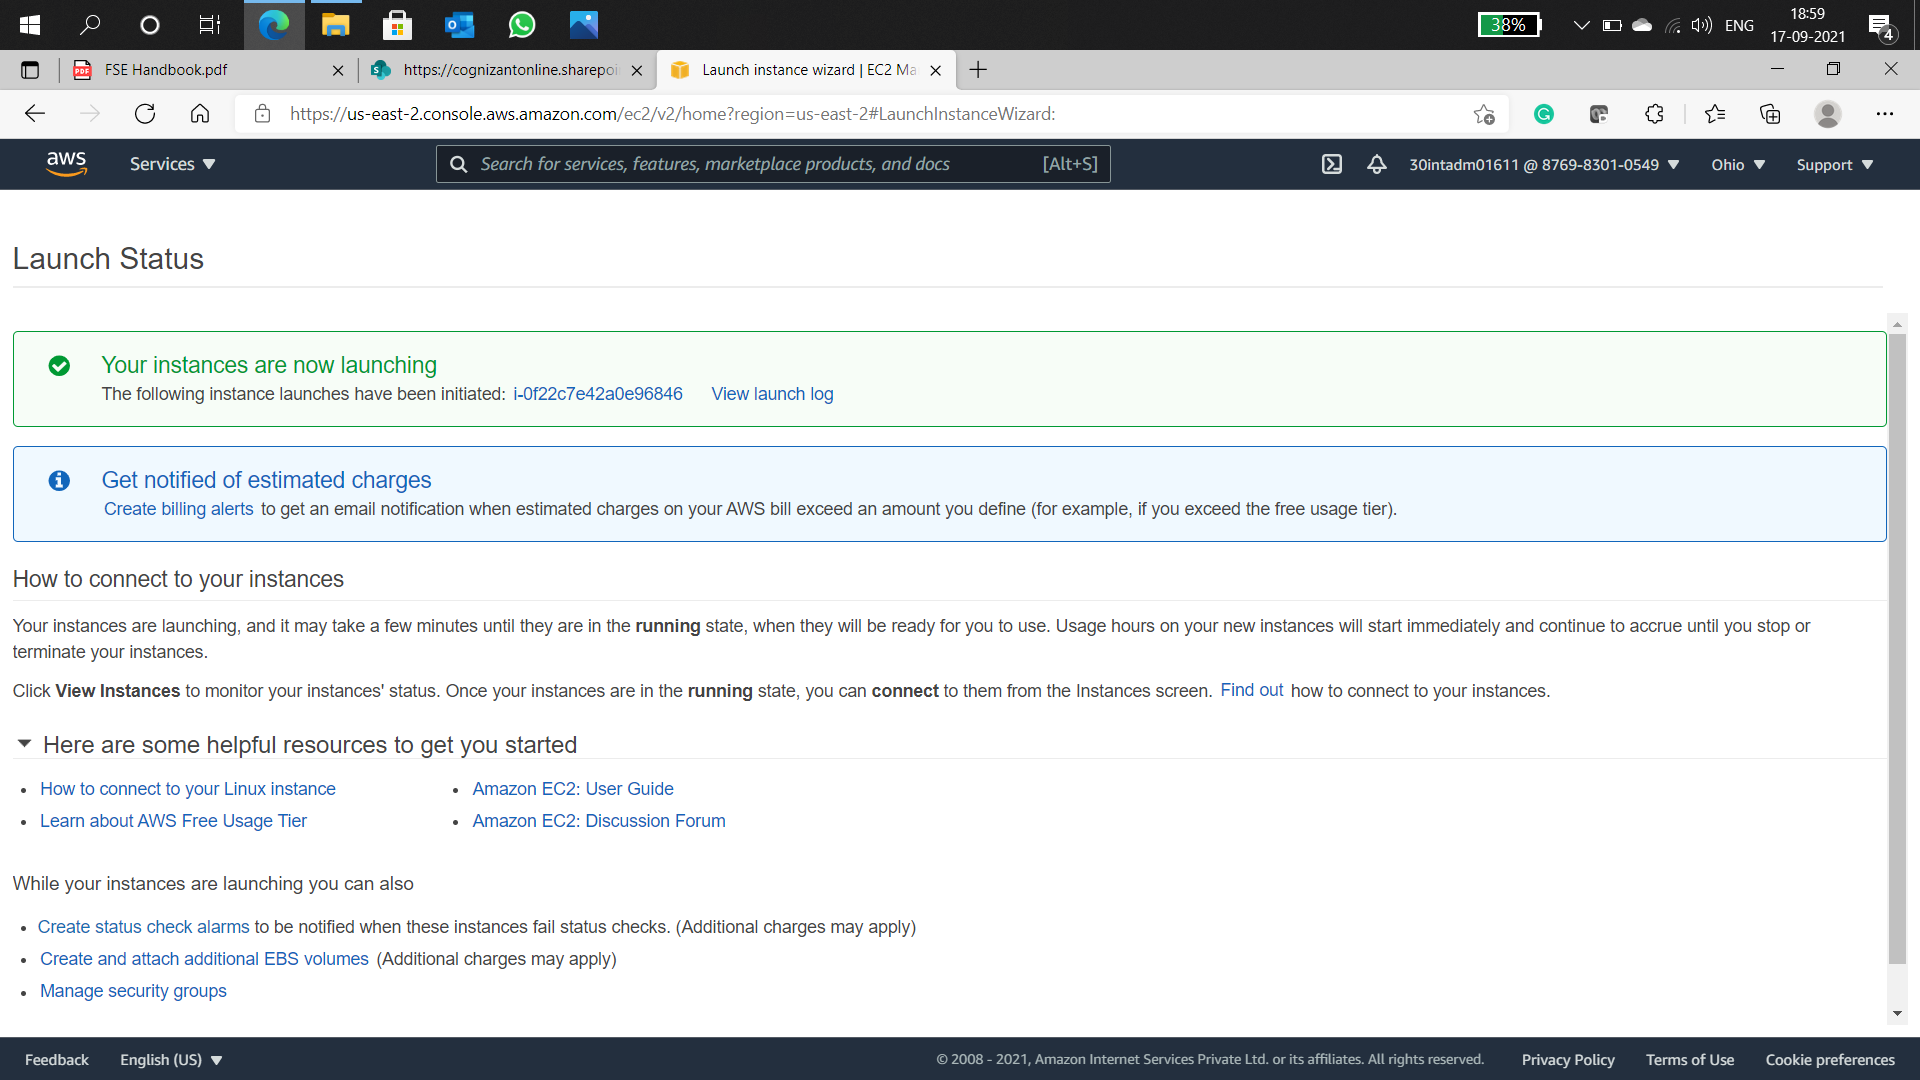 38%
ENG
18:59
17-09-2021
4
FSE Handbook.pdf
https://cognizantonline.sharepoi
Launch instance wizard | EC2 Ma
https://us-east-2.console.aws.amazon.com/ec2/v2/home?region=us-east-2#LaunchInstanceWizard:
aws
Services
Search for services, features, marketplace products, and docs
[Alt+S]
30intadm01611 @ 8769-8301-0549
Ohio
Support
Launch Status
Your instances are now launching
The following instance launches have been initiated: i-0f22c7e42a0e96846 View launch log
Get notified of estimated charges
Create billing alerts to get an email notification when estimated charges on your AWS bill exceed an amount you define (for example, if you exceed the free usage tier).
How to connect to your instances
Your instances are launching, and it may take a few minutes until they are in the running state, when they will be ready for you to use. Usage hours on your new instances will start immediately and continue to accrue until you stop or
terminate your instances.
Click View Instances to monitor your instances' status. Once your instances are in the running state, you can connect to them from the Instances screen. Find out how to connect to your instances.
Here are some helpful resources to get you started
• How to connect to your Linux instance
• Learn about AWS Free Usage Tier
• Amazon EC2: User Guide
• Amazon EC2: Discussion Forum
While your instances are launching you can also
• Create status check alarms to be notified when these instances fail status checks. (Additional charges may apply)
• Create and attach additional EBS volumes (Additional charges may apply)
• Manage security groups
Feedback
English (US)
© 2008 - 2021, Amazon Internet Services Private Ltd. or its affiliates. All rights reserved.
Privacy Policy
Terms of Use
Cookie preferences